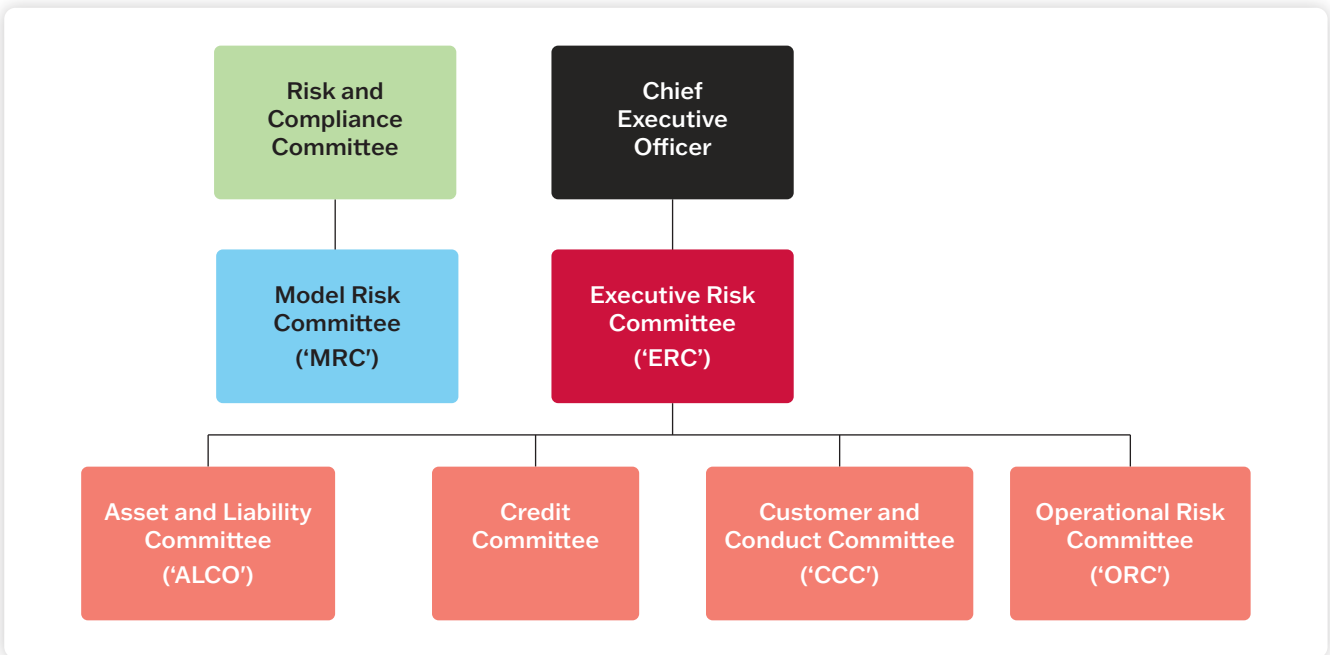 Risk and
Compliance
Committee
Chief
Executive
Officer
Model Risk
Committee
(‘MRC’)
Executive Risk
Committee
(‘ERC’)
Asset and Liability
Committee
(‘ALCO’)
Credit
Committee
Customer and
Conduct Committee
(‘CCC’)
Operational Risk
Committee
(‘ORC’)